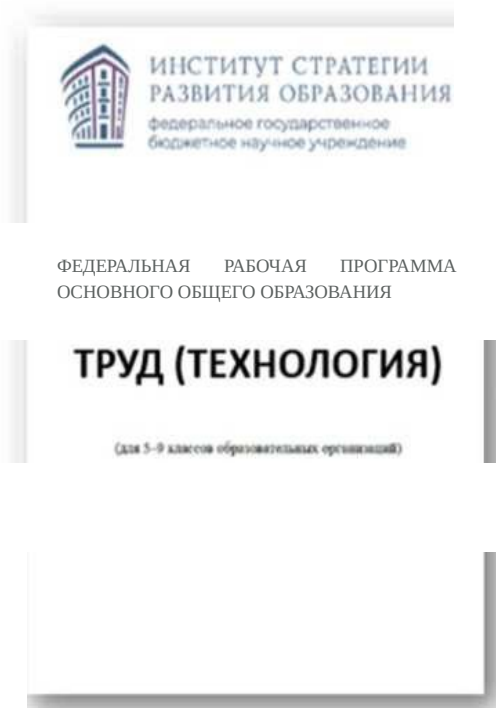 ИНСТИТУТ СТРАТЕГИИ
РАЗВИТИЯ ОБРАЗОВАНИЯ
федеральное государственное
бюджетное научное учреждение
ФЕДЕРАЛЬНАЯ РАБОЧАЯ ПРОГРАММА
ОСНОВНОГО ОБЩЕГО ОБРАЗОВАНИЯ
ТРУД (ТЕХНОЛОГИЯ)
(для 5–9 классов образовательных организаций)